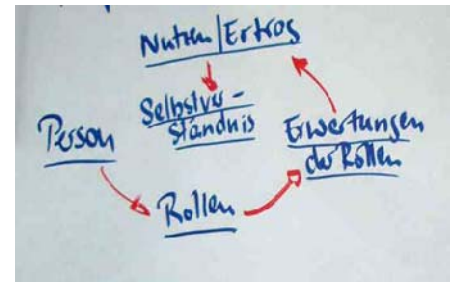 Nutzen/Ertrag
Selbstver-
ständnis
Person
Erwartungen
der Rollen
Rollen